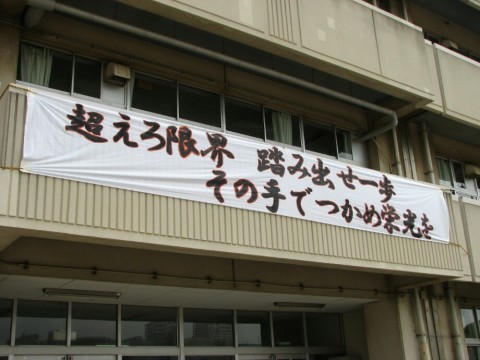 超えろ限界 踏み出せ一歩
その手でつかめ栄光を